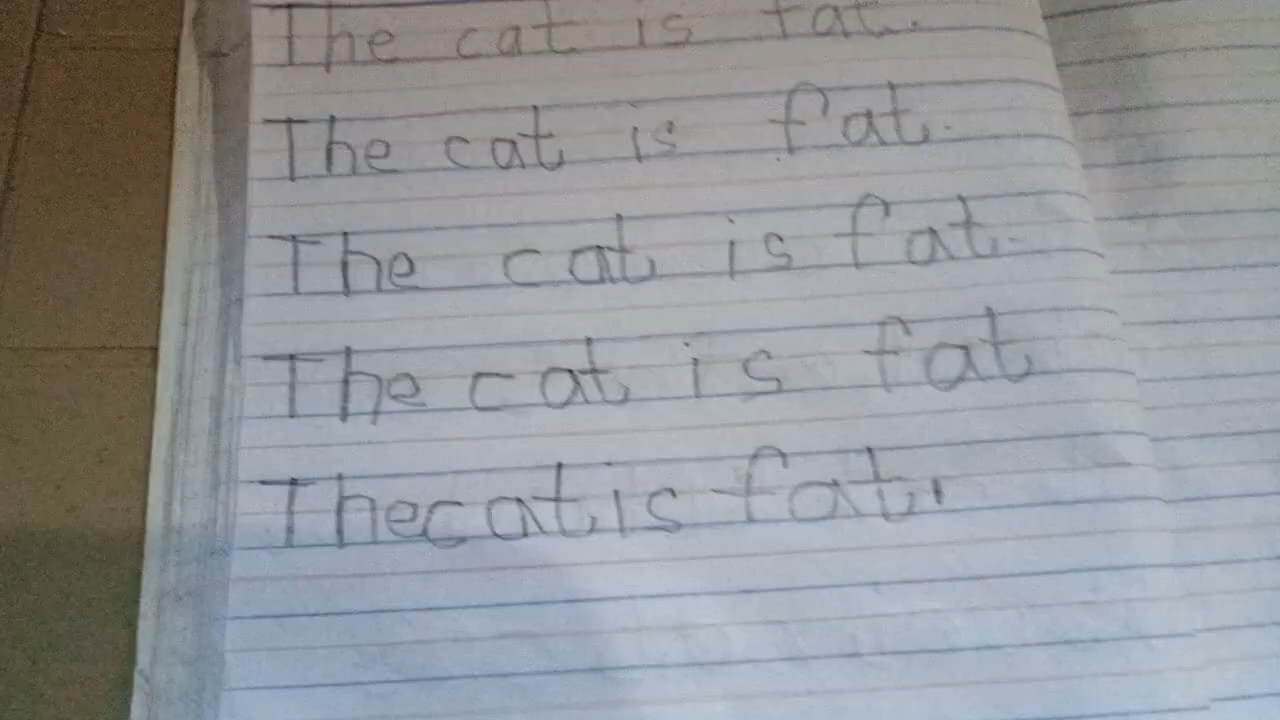 The cat is fat.
The cat is fat.
The cat is fat.
The cat is fat
Thecatis fat.